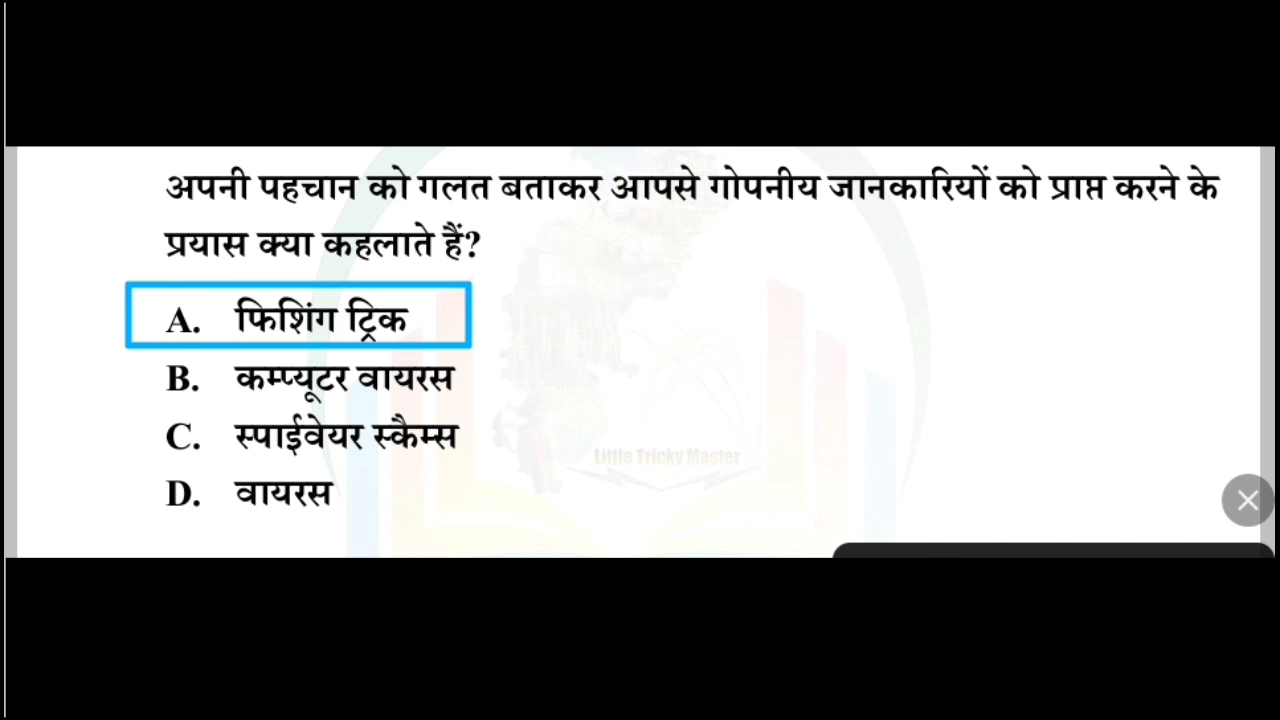 अपनी पहचान को गलत बताकर आपसे गोपनीय जानकारियों को प्राप्त करने के
प्रयास क्या कहलाते हैं?
A. फिशिंग ट्रिक
B. कम्प्यूटर वायरस
C. स्पाईवेयर स्कैम्स
Little Tricky Master
D. वायरस